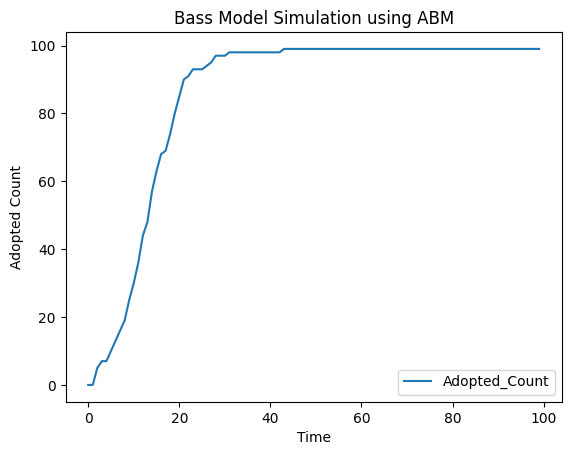 Bass Model Simulation using ABM
Adopted Count
100
80
60
40
20
0
0 20 40 60 80 100
Time
Adopted_Count